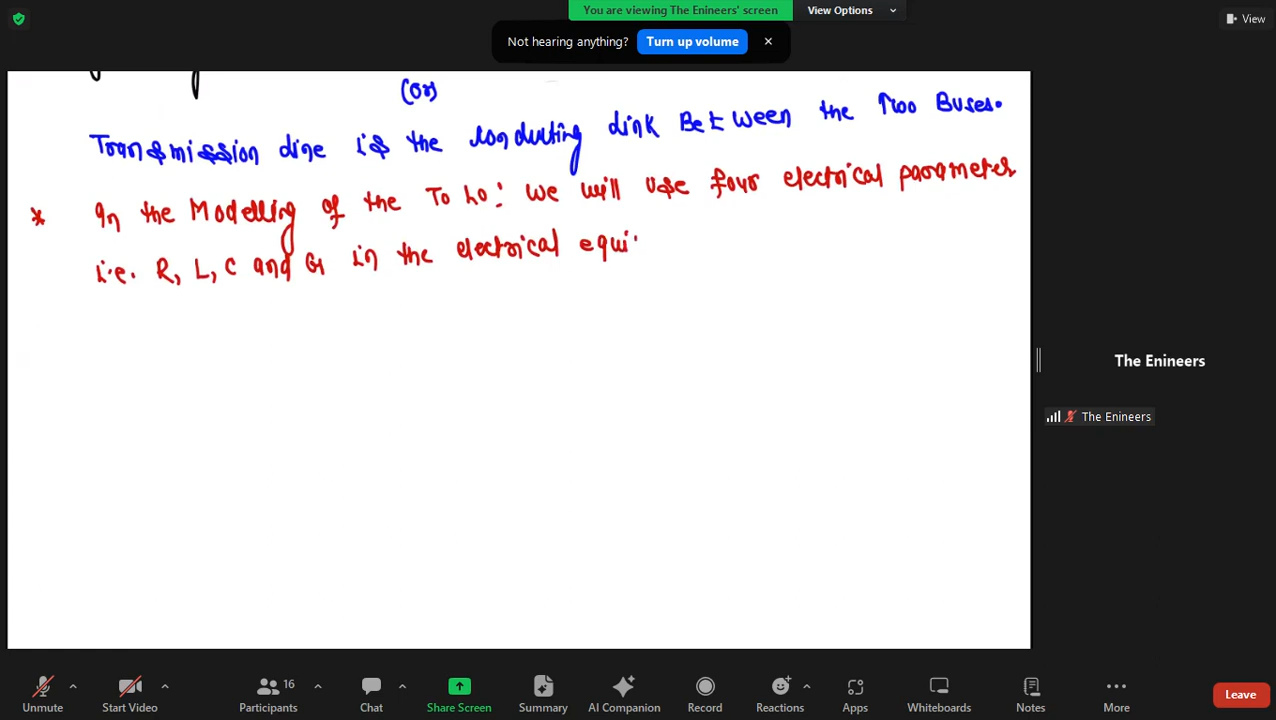 You are viewing The Enineers' screen
View Options
View
Not hearing anything? Turn up volume
(or)
Transmission line is the conducting link Between the Two Buses.
* In the Modelling of the T. L.: We will use four electrical parameter
i.e. R, L, C and G in the electrical equi
The Enineers
The Enineers
Unmute
Start Video
Participants 16
Chat
Share Screen
Summary
AI Companion
Record
Reactions
Apps
Whiteboards
Notes
More
Leave